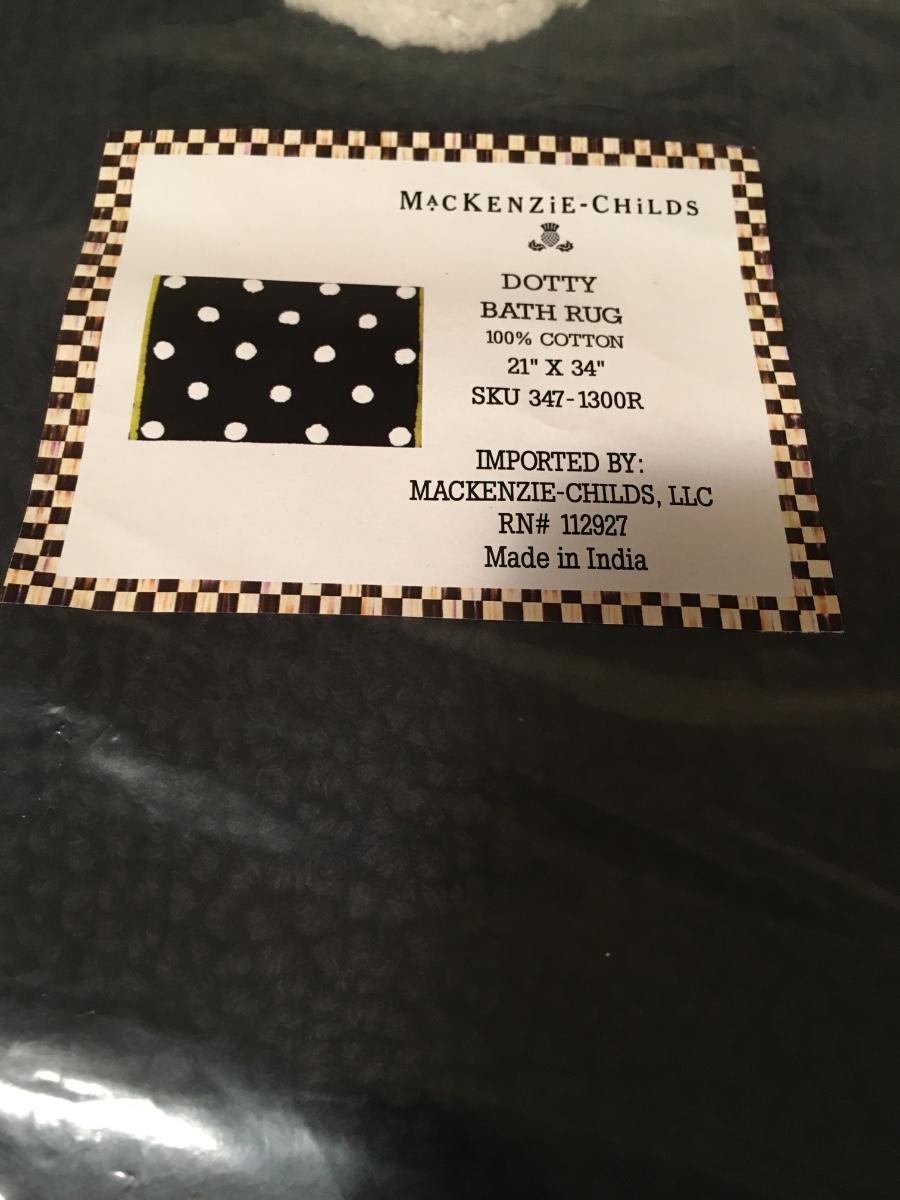 MACKENZiE-CHiLDS
DOTTY
BATH RUG
100% COTTON
21" X 34"
SKU 347-1300R
IMPORTED BY:
MACKENZIE-CHILDS, LLC
RN# 112927
Made in India